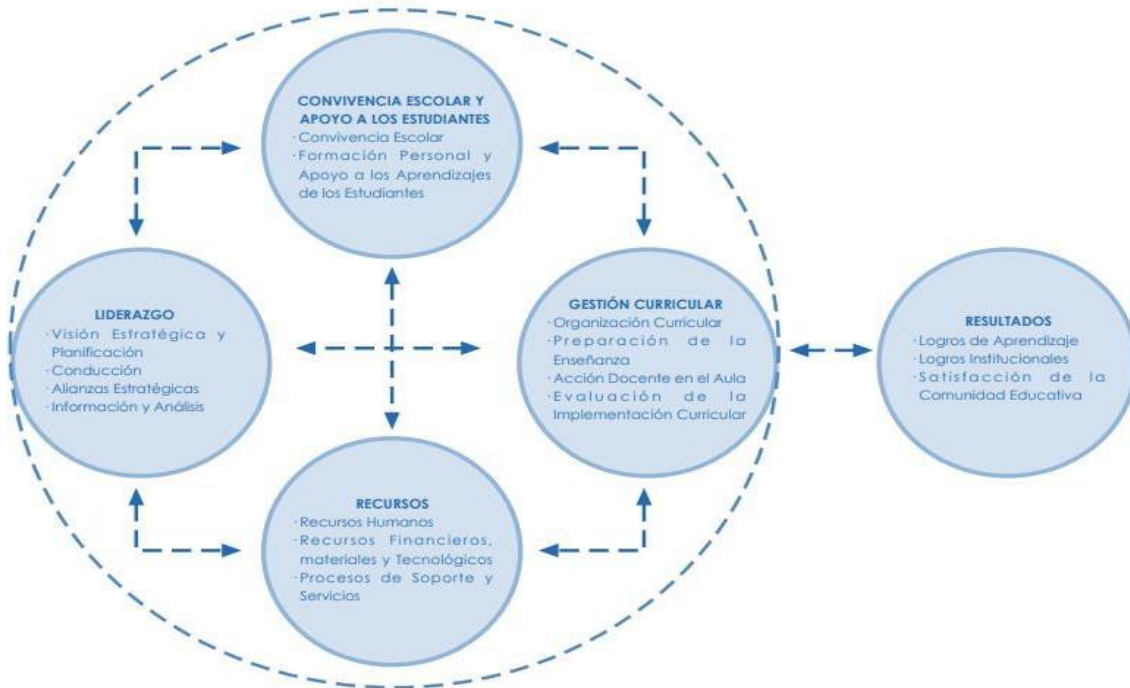 CONVIVENCIA ESCOLAR Y
APOYO A LOS ESTUDIANTES
·Convivencia Escolar
·Formación Personal y
Apoyo a los Aprendizajes
de los Estudiantes
LIDERAZGO
·Visión Estratégica y
Planificación
·Conducción
·Alianzas Estratégicas
·Información y Análisis
GESTIÓN CURRICULAR
·Organización Curricular
·Preparación de la
Enseñanza
·Acción Docente en el Aula
·Evaluación de la
Implementación Curricular
RESULTADOS
·Logros de Aprendizaje
·Logros Institucionales
·Satisfacción de la
Comunidad Educativa
RECURSOS
·Recursos Humanos
·Recursos Financieros,
materiales y Tecnológicos
·Procesos de Soporte y
Servicios